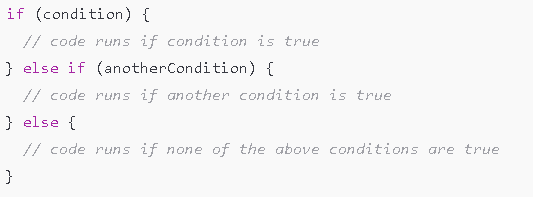 if (condition) {
  // code runs if condition is true
} else if (anotherCondition) {
  // code runs if another condition is true
} else {
  // code runs if none of the above conditions are true
}